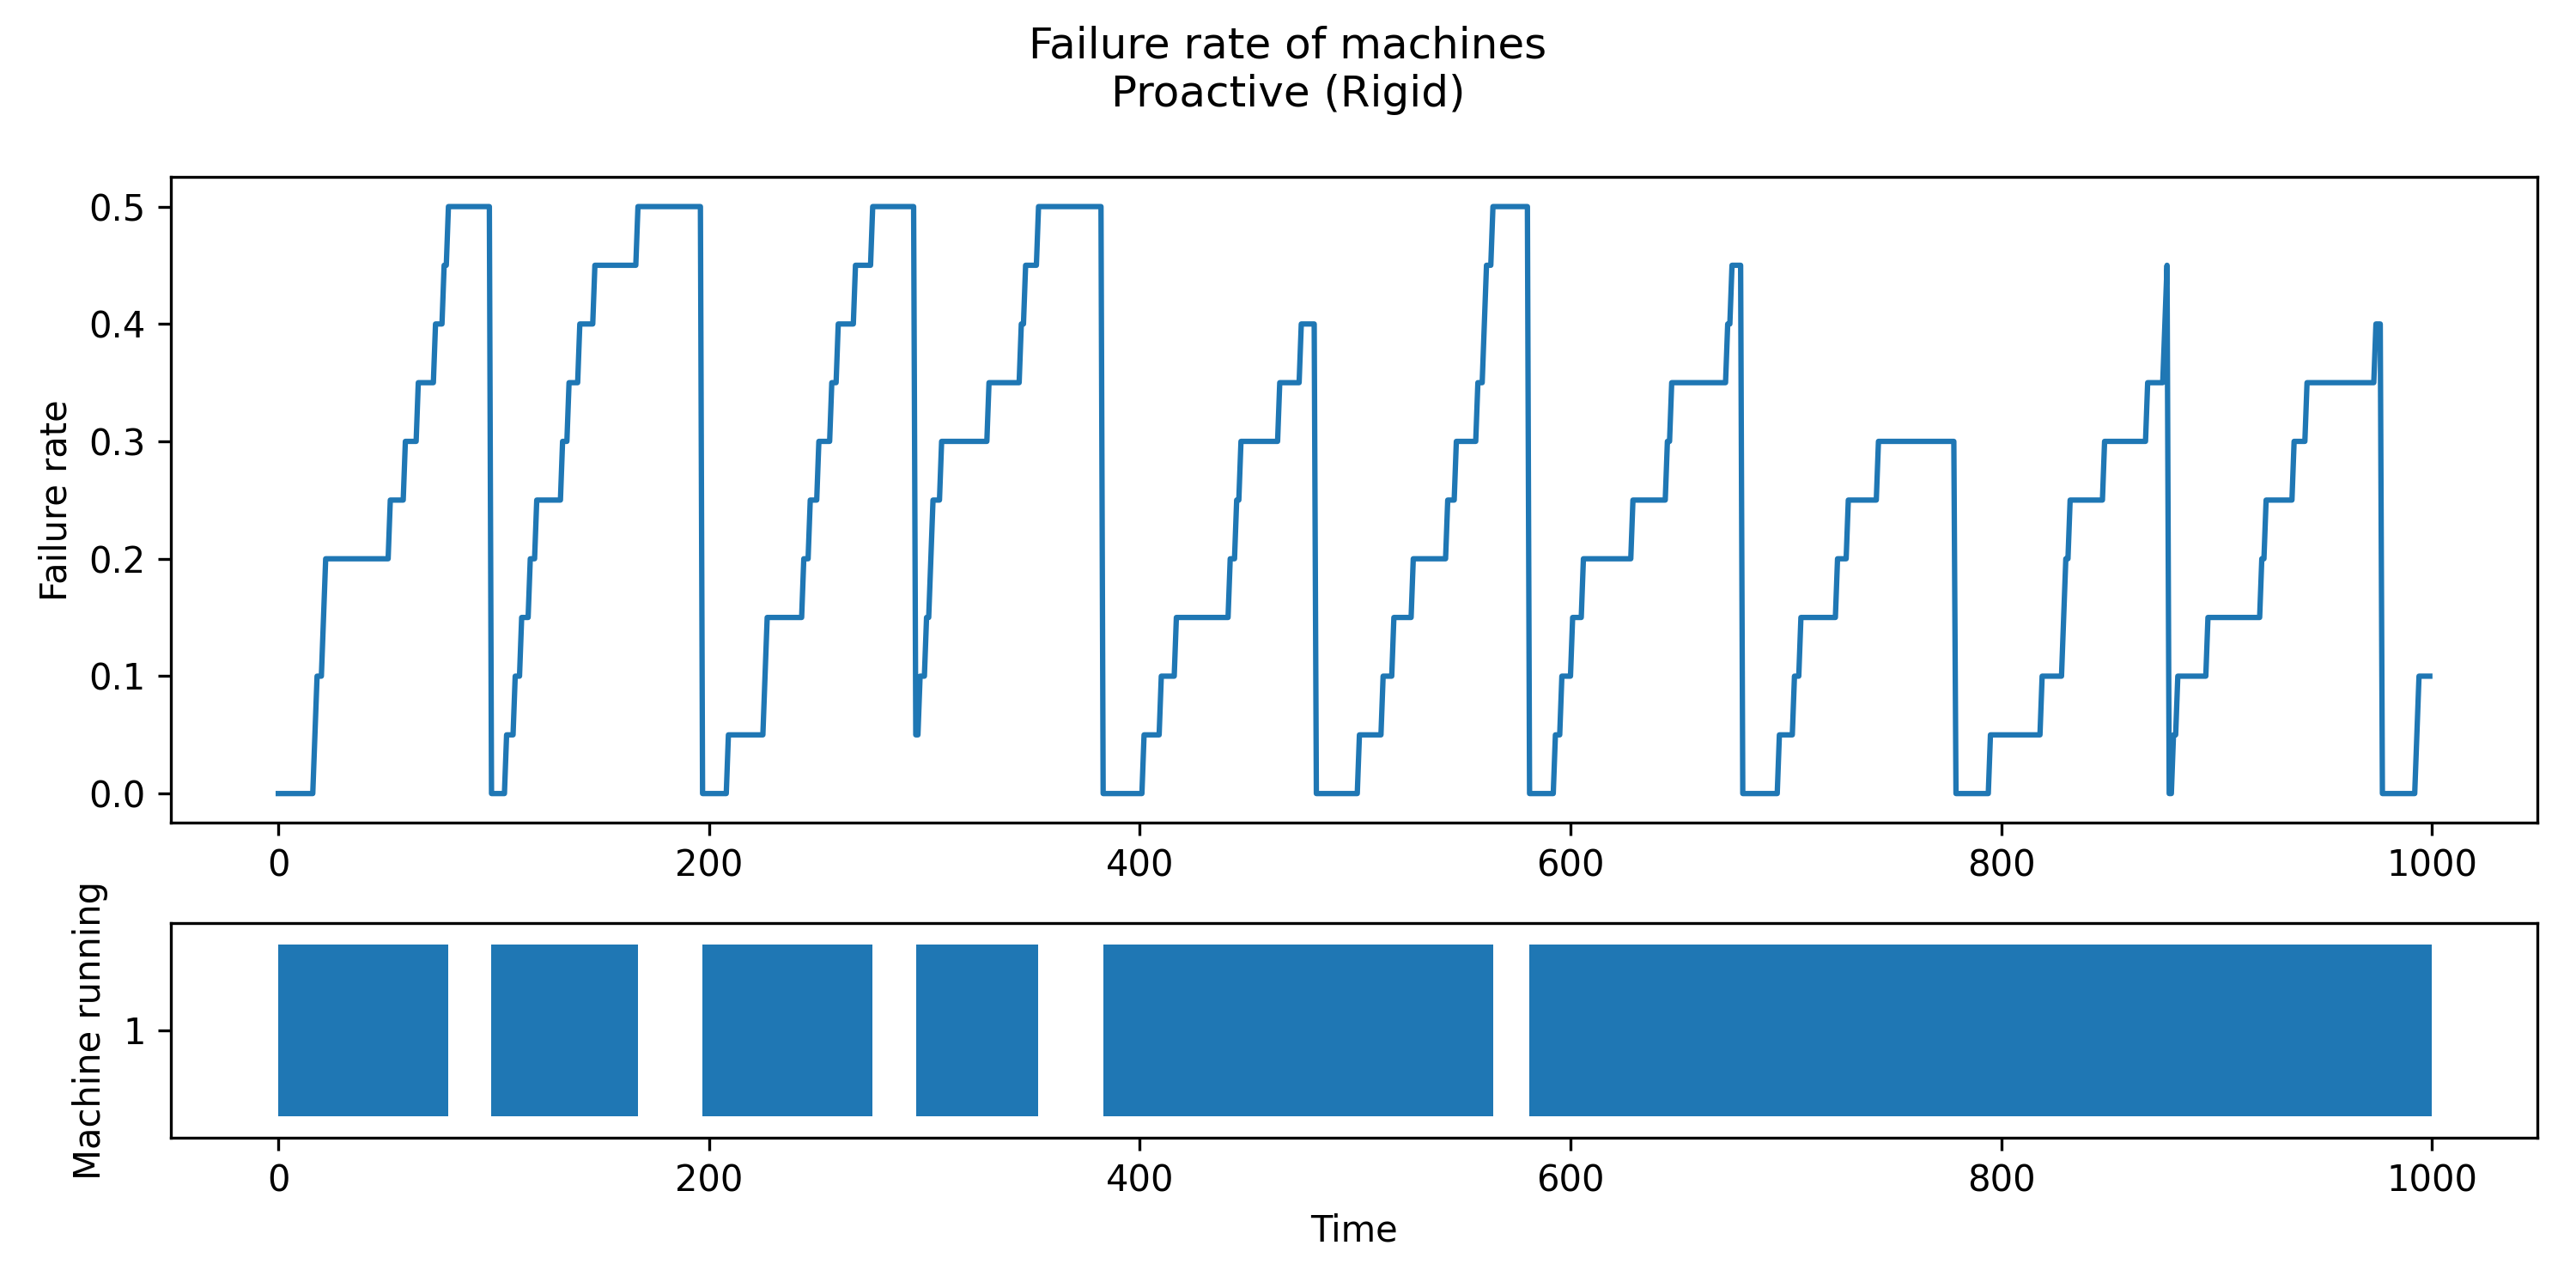 Failure rate of machines
Proactive (Rigid)
Failure rate
0.5
0.4
0.3
0.2
0.1
0.0
0 200 400 600 800 1000
Machine running
1
0 200 400 600 800 1000
Time